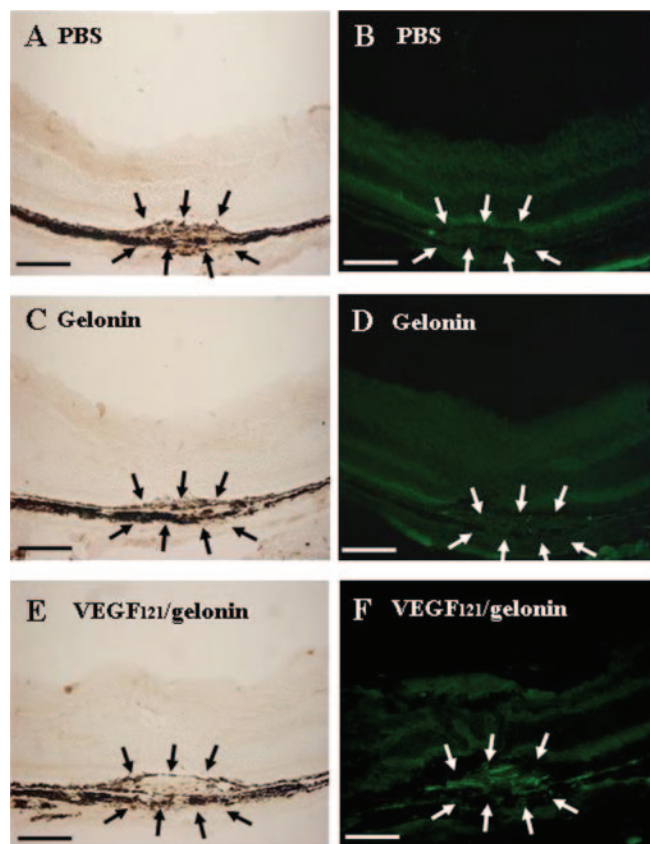 A PBS
B PBS
C Gelonin
D Gelonin
E VEGF121/gelonin
F VEGF121/gelonin